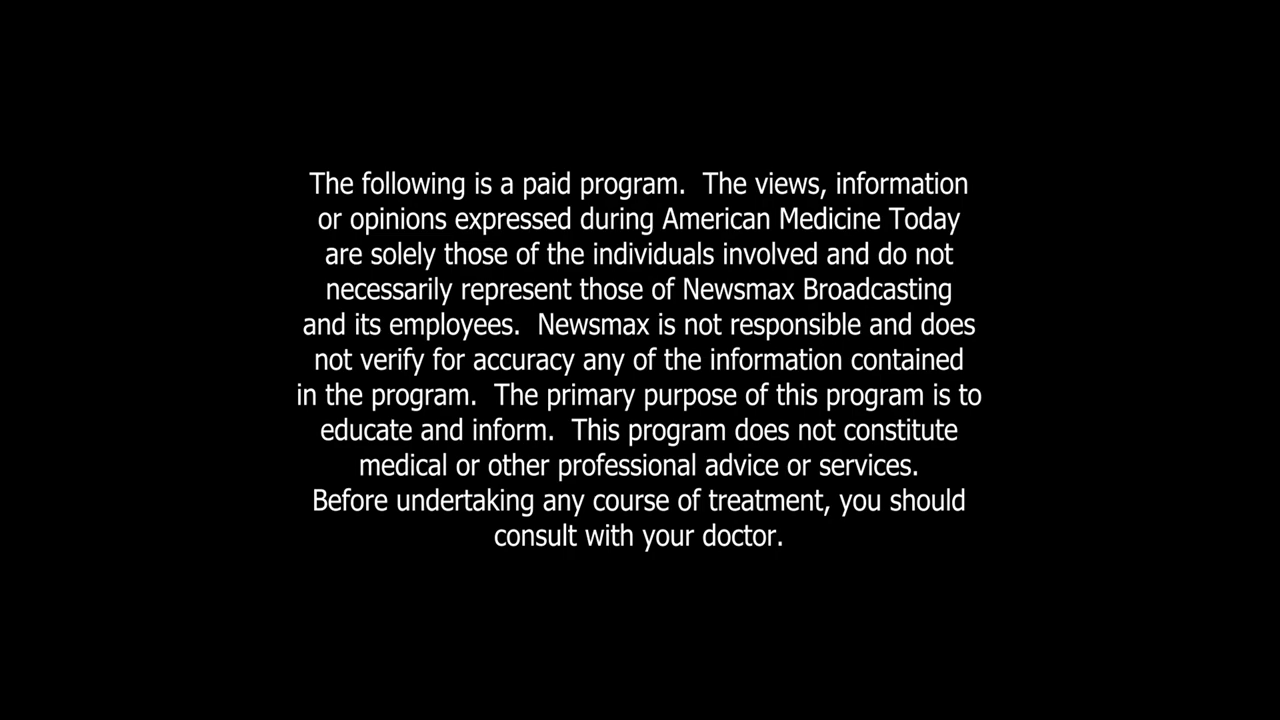 The following is a paid program.  The views, information
or opinions expressed during American Medicine Today
are solely those of the individuals involved and do not
necessarily represent those of Newsmax Broadcasting
and its employees.  Newsmax is not responsible and does
not verify for accuracy any of the information contained
in the program.  The primary purpose of this program is to
educate and inform.  This program does not constitute
medical or other professional advice or services.
Before undertaking any course of treatment, you should
consult with your doctor.